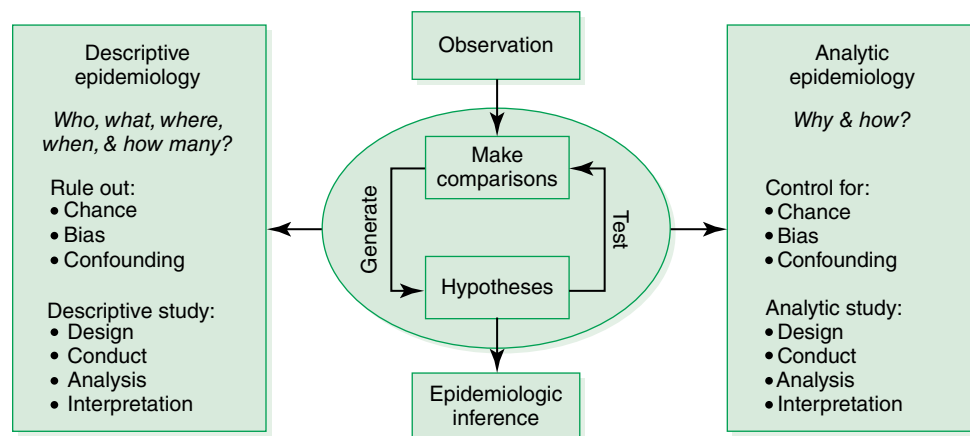 Descriptive
epidemiology
Who, what, where,
when, & how many?
Rule out:
• Chance
• Bias
• Confounding
Descriptive study:
• Design
• Conduct
• Analysis
• Interpretation
Observation
Make
comparisons
Generate
Test
Hypotheses
Epidemiologic
inference
Analytic
epidemiology
Why & how?
Control for:
• Chance
• Bias
• Confounding
Analytic study:
• Design
• Conduct
• Analysis
• Interpretation